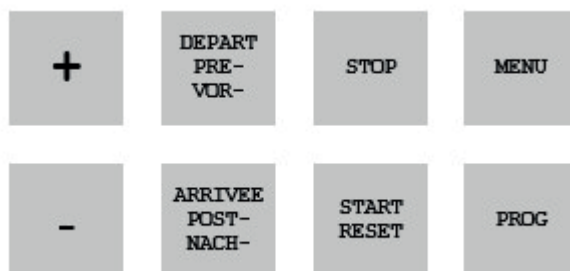 +
DEPART
PRE-
VOR-
STOP
MENU
-
ARRIVEE
POST-
NACH-
START
RESET
PROG